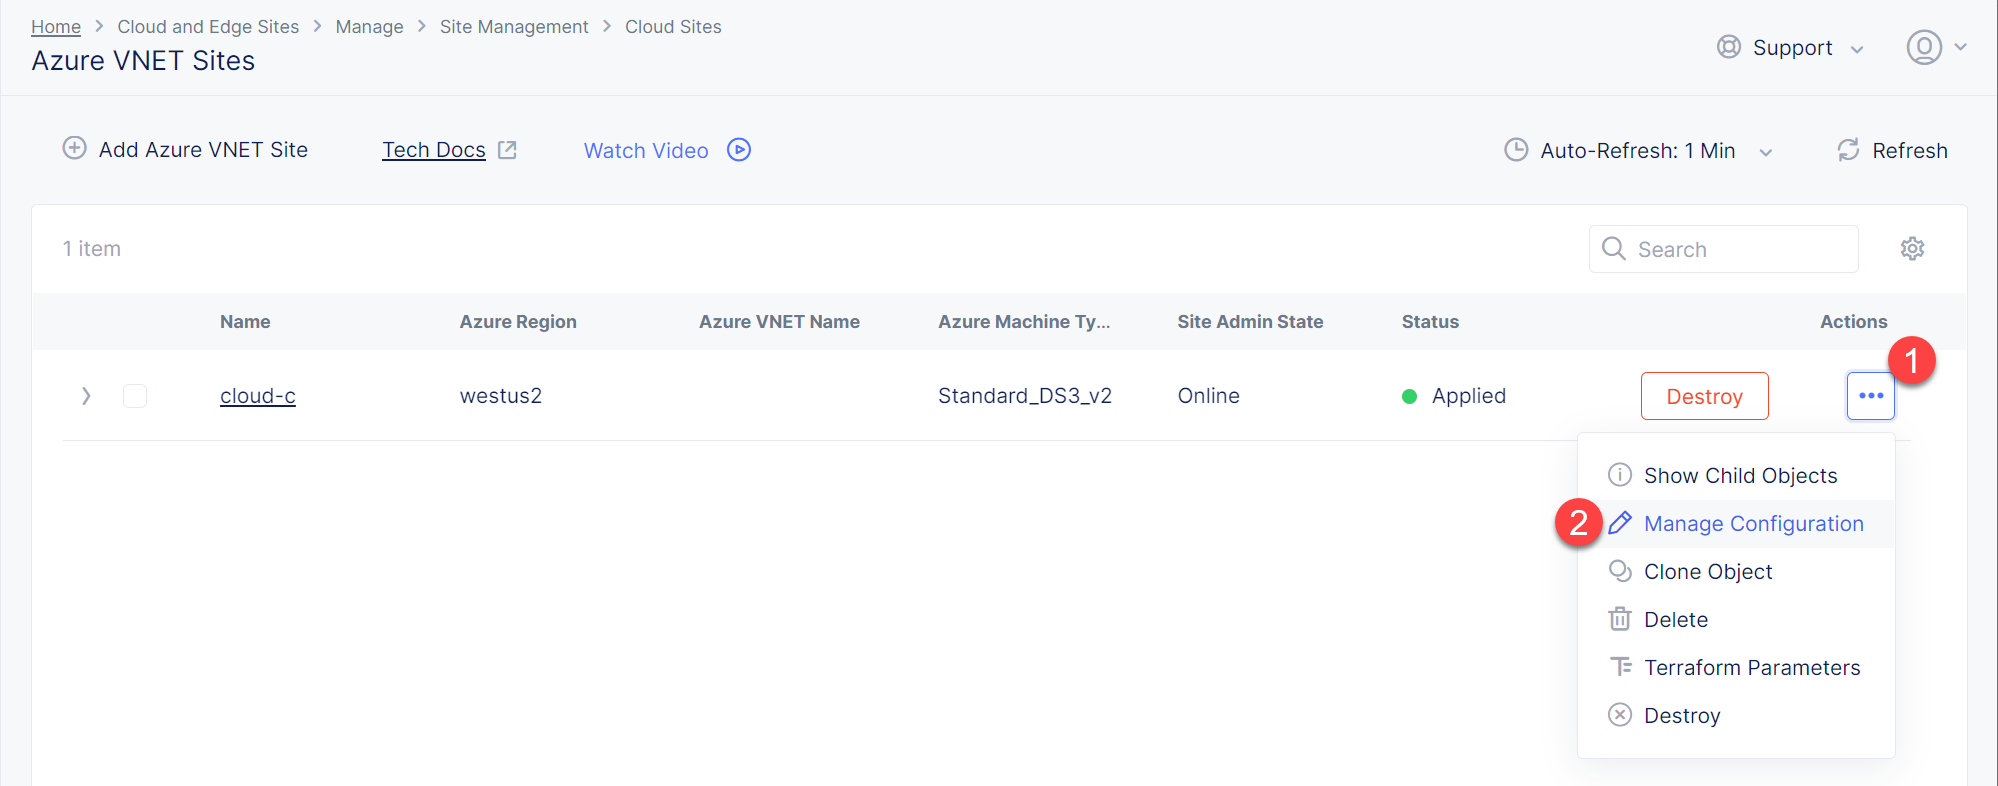 Home > Cloud and Edge Sites > Manage > Site Management > Cloud Sites
Azure VNET Sites
Support
Add Azure VNET Site
Tech Docs
Watch Video
Auto-Refresh: 1 Min
Refresh
1 item
Search
Name Azure Region Azure VNET Name Azure Machine Ty... Site Admin State Status Actions
1
cloud-c westus2 Standard_DS3_v2 Online Applied Destroy
Show Child Objects
2 Manage Configuration
Clone Object
Delete
Terraform Parameters
Destroy